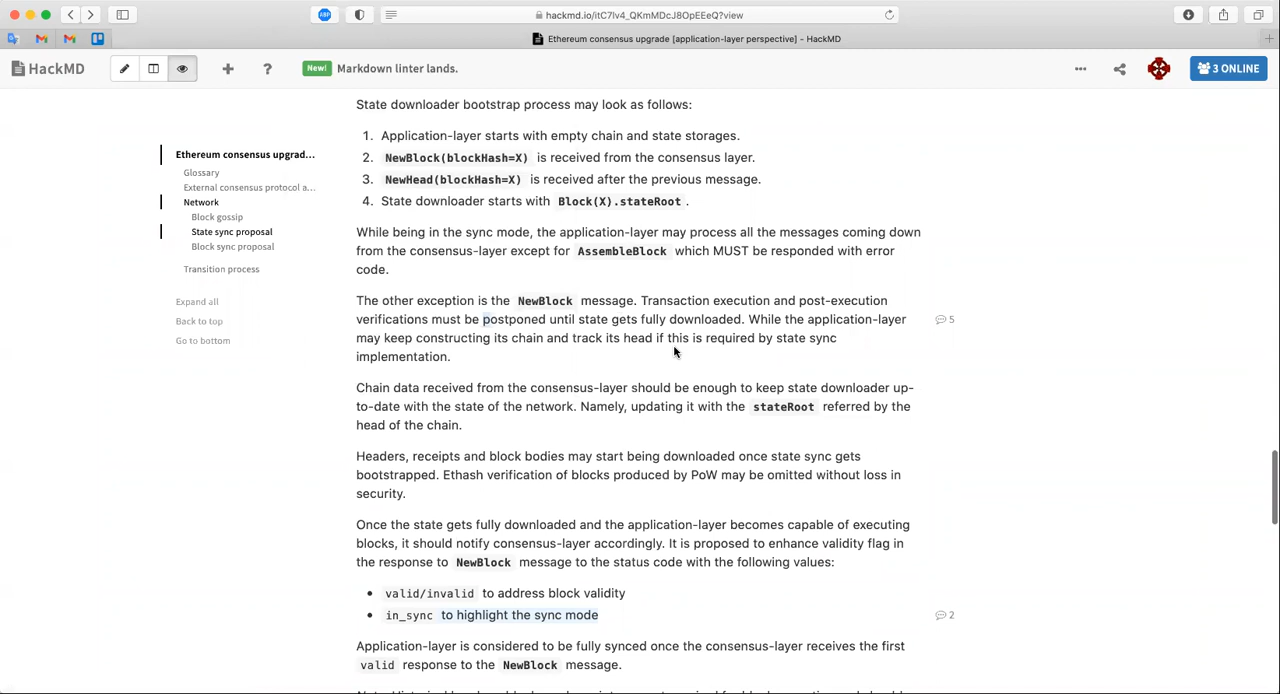 ABP
hackmd.io/itC7Iv4_QKmMDcJ8OpEEeQ?view
Ethereum consensus upgrade [application-layer perspective] - HackMD
HackMD
New! Markdown linter lands.
3 ONLINE
Ethereum consensus upgrad...
Glossary
External consensus protocol a...
Network
Block gossip
State sync proposal
Block sync proposal
Transition process
Expand all
Back to top
Go to bottom
State downloader bootstrap process may look as follows:
1. Application-layer starts with empty chain and state storages.
2. NewBlock(blockHash=X) is received from the consensus layer.
3. NewHead(blockHash=X) is received after the previous message.
4. State downloader starts with Block(X).stateRoot .
While being in the sync mode, the application-layer may process all the messages coming down
from the consensus-layer except for AssembleBlock which MUST be responded with error
code.
The other exception is the NewBlock message. Transaction execution and post-execution
verifications must be postponed until state gets fully downloaded. While the application-layer
may keep constructing its chain and track its head if this is required by state sync
implementation.
5
Chain data received from the consensus-layer should be enough to keep state downloader up-
to-date with the state of the network. Namely, updating it with the stateRoot referred by the
head of the chain.
Headers, receipts and block bodies may start being downloaded once state sync gets
bootstrapped. Ethash verification of blocks produced by PoW may be omitted without loss in
security.
Once the state gets fully downloaded and the application-layer becomes capable of executing
blocks, it should notify consensus-layer accordingly. It is proposed to enhance validity flag in
the response to NewBlock message to the status code with the following values:
• valid/invalid to address block validity
• in_sync to highlight the sync mode
2
Application-layer is considered to be fully synced once the consensus-layer receives the first
valid response to the NewBlock message.